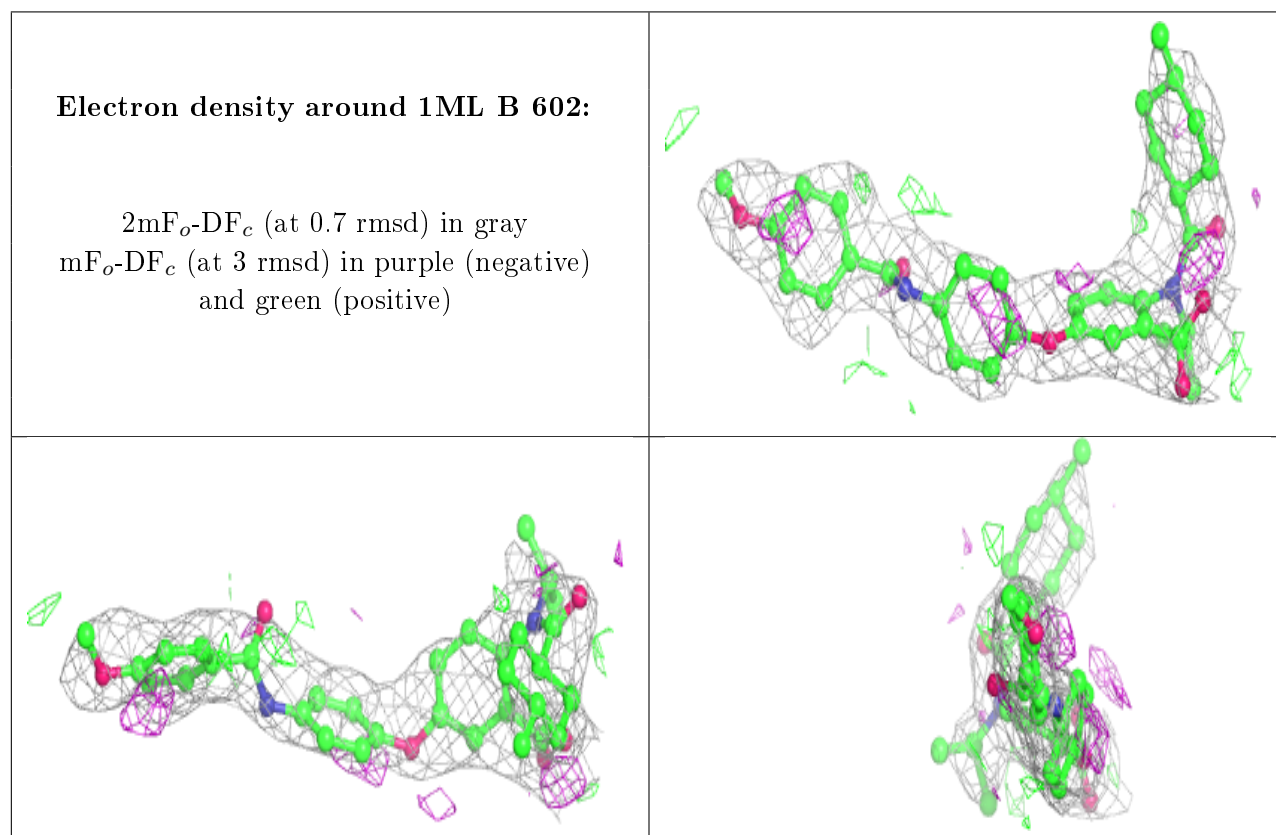 Electron density around 1ML B 602:
2mFₒ-DF𝒸 (at 0.7 rmsd) in gray
mFₒ-DF𝒸 (at 3 rmsd) in purple (negative)
and green (positive)